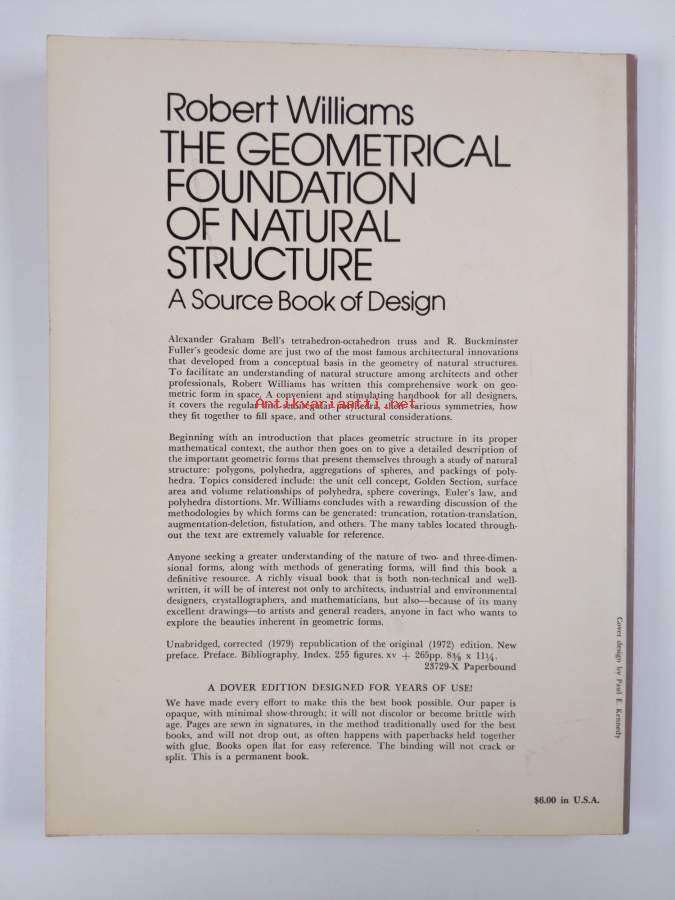 Robert Williams
THE GEOMETRICAL
FOUNDATION
OF NATURAL
STRUCTURE
A Source Book of Design
Alexander Graham Bell's tetrahedron-octahedron truss and R. Buckminster
Fuller's geodesic dome are just two of the most famous architectural innovations
that developed from a conceptual basis in the geometry of natural structures.
To facilitate an understanding of natural structure among architects and other
professionals, Robert Williams has written this comprehensive work on geo-
metric form in space. A convenient and stimulating handbook for all designers,
it covers the regular and semiregular polyhedra, their various symmetries, how
they fit together to fill space, and other structural considerations.
Antikvariaatti.net
Beginning with an introduction that places geometric structure in its proper
mathematical context, the author then goes on to give a detailed description of
the important geometric forms that present themselves through a study of natural
structure: polygons, polyhedra, aggregations of spheres, and packings of poly-
hedra. Topics considered include: the unit cell concept, Golden Section, surface
area and volume relationships of polyhedra, sphere coverings, Euler's law, and
polyhedra distortions. Mr. Williams concludes with a rewarding discussion of the
methodologies by which forms can be generated: truncation, rotation-translation,
augmentation-deletion, fistulation, and others. The many tables located through-
out the text are extremely valuable for reference.
Anyone seeking a greater understanding of the nature of two- and three-dimen-
sional forms, along with methods of generating forms, will find this book a
definitive resource. A richly visual book that is both non-technical and well-
written, it will be of interest not only to architects, industrial and environmental
designers, crystallographers, and mathematicians, but also—because of its many
excellent drawings—to artists and general readers, anyone in fact who wants to
explore the beauties inherent in geometric forms.
Unabridged, corrected (1979) republication of the original (1972) edition. New
preface. Preface. Bibliography. Index. 255 figures. xv + 265pp. 8⅜ x 11¼.
23729-X Paperbound
A DOVER EDITION DESIGNED FOR YEARS OF USE!
We have made every effort to make this the best book possible. Our paper is
opaque, with minimal show-through; it will not discolor or become brittle with
age. Pages are sewn in signatures, in the method traditionally used for the best
books, and will not drop out, as often happens with paperbacks held together
with glue. Books open flat for easy reference. The binding will not crack or
split. This is a permanent book.
$6.00 in U.S.A.
Cover design by Paul E. Kennedy